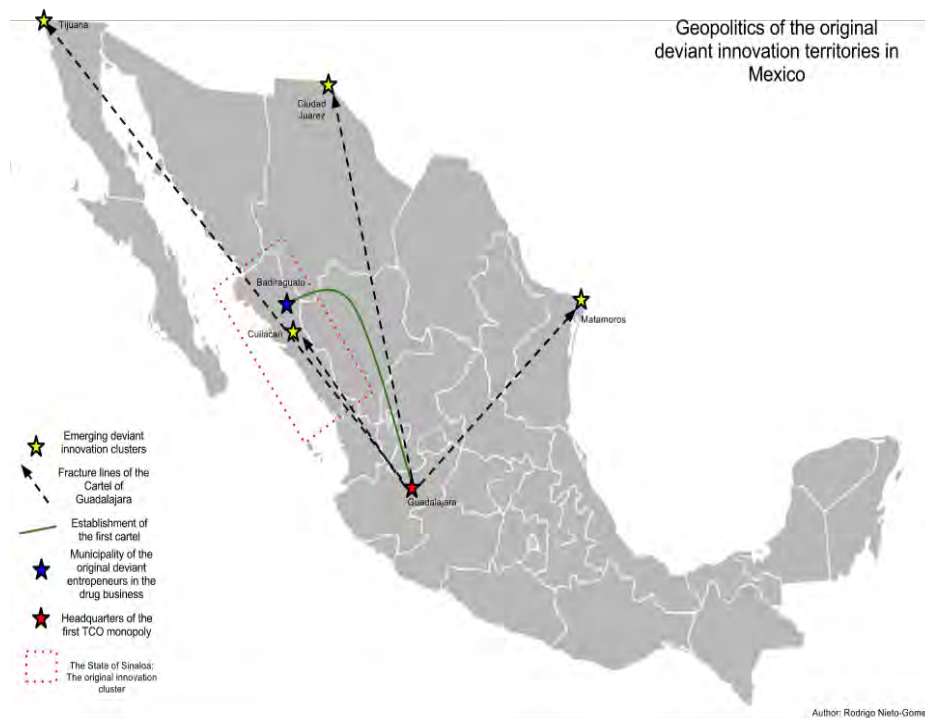 Geopolitics of the original
deviant innovation territories in
Mexico
Tijuana
Ciudad
Juarez
Badiraguato
Culiacan
Matamoros
Guadalajara
Emerging deviant
innovation clusters
Fracture lines of the
Cartel of
Guadalajara
Establishment of
the first cartel
Municipality of the
original deviant
entrepeneurs in the
drug business
Headquarters of the
first TCO monopoly
The State of Sinaloa:
The original innovation
cluster
Author: Rodrigo Nieto-Gome